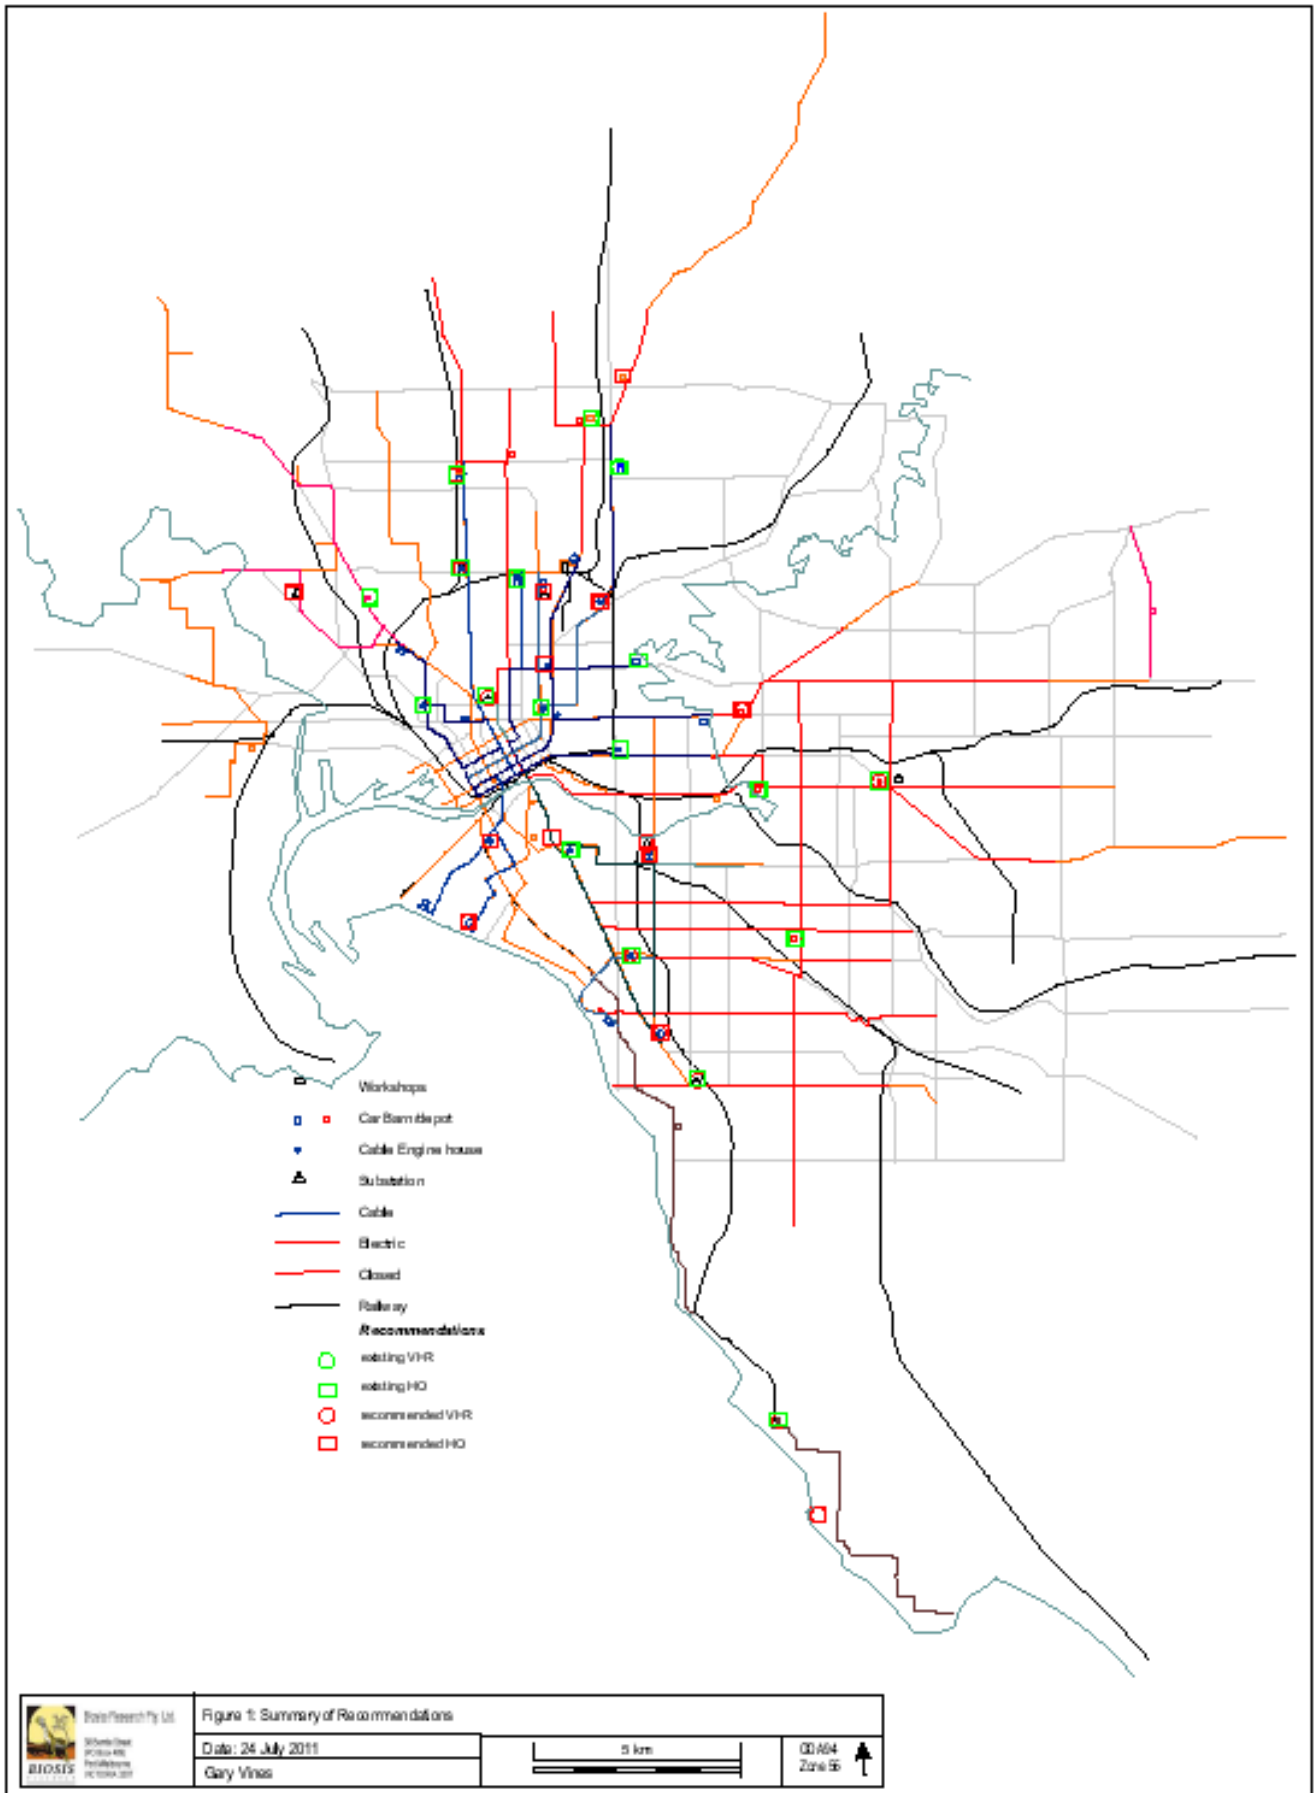 Workshops
Car Barn/depot
Cable Engine house
Substation
Cable
Electric
Closed
Railway
Recommendations
existing VHR
existing HO
recommended VHR
recommended HO
BIOSIS
Biosis Research Pty. Ltd.
Figure 1: Summary of Recommendations
Date: 24 July 2011
Gary Vines
5 km
GDA94
Zone 55